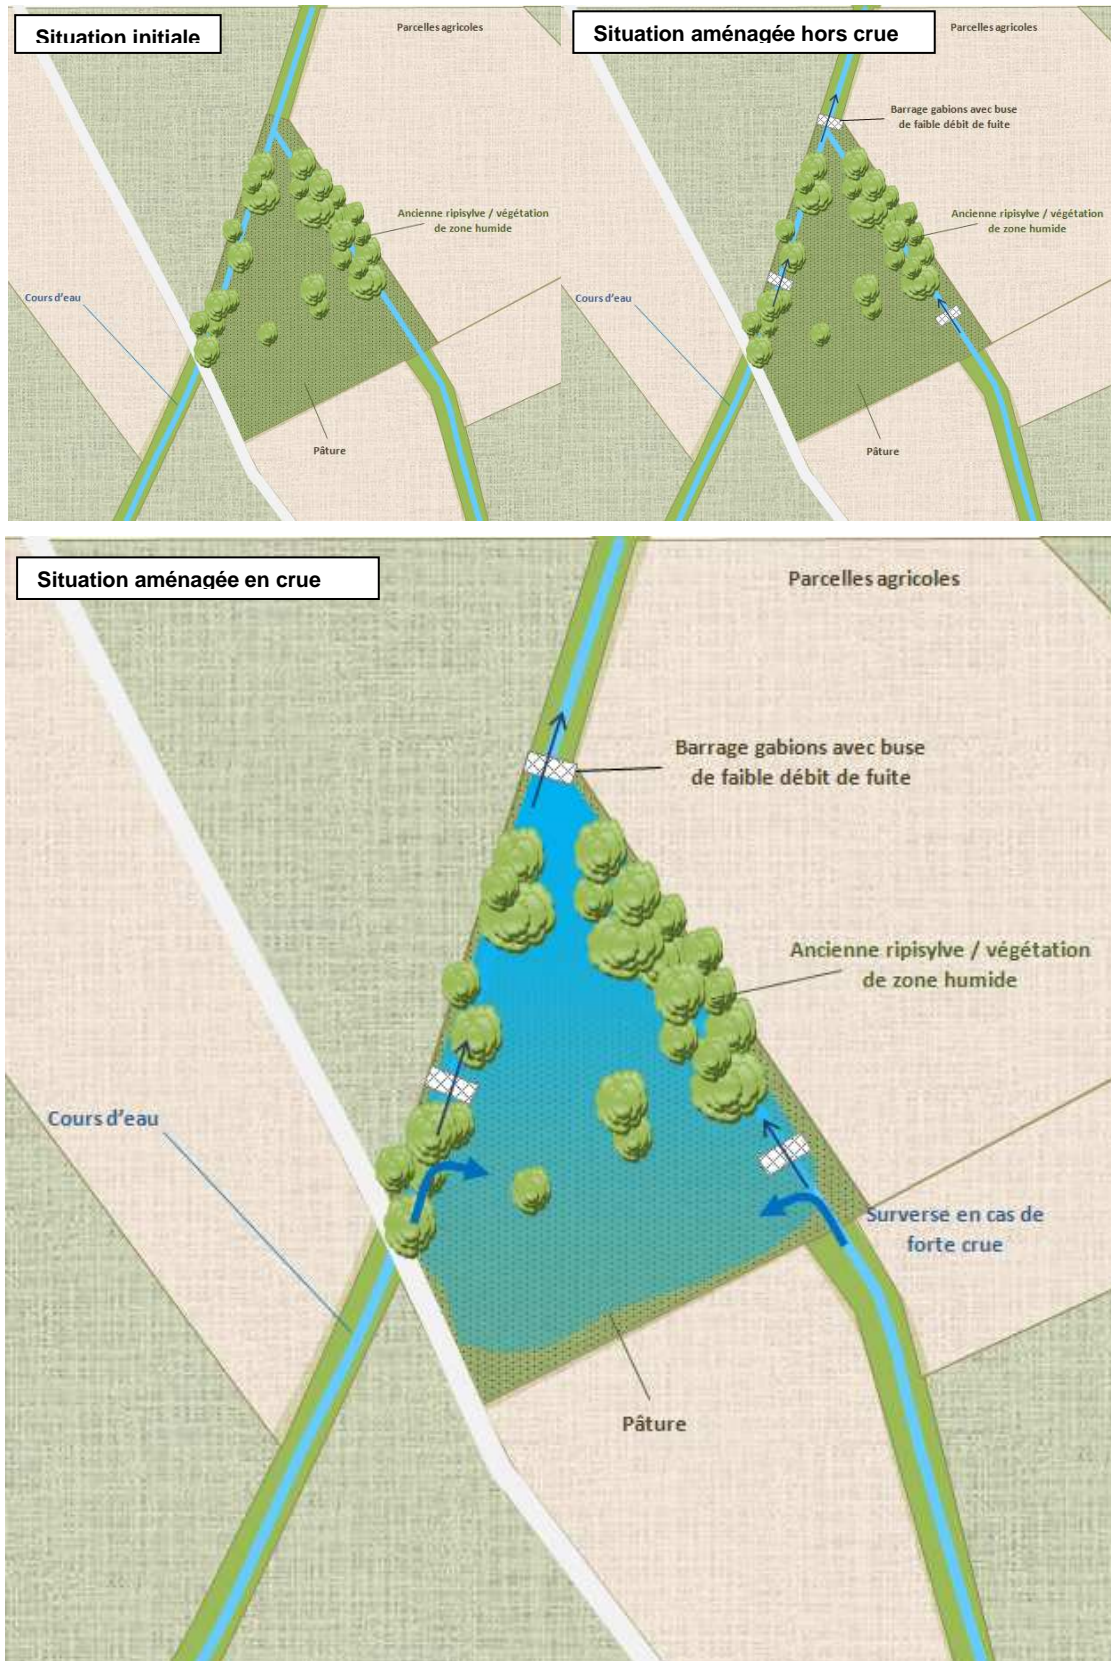 Situation initiale
Parcelles agricoles
Ancienne ripisylve / végétation
de zone humide
Cours d'eau
Pâture
Situation aménagée hors crue
Parcelles agricoles
Barrage gabions avec buse
de faible débit de fuite
Ancienne ripisylve / végétation
de zone humide
Cours d'eau
Pâture
Situation aménagée en crue
Parcelles agricoles
Barrage gabions avec buse
de faible débit de fuite
Ancienne ripisylve / végétation
de zone humide
Cours d'eau
Surverse en cas de
forte crue
Pâture